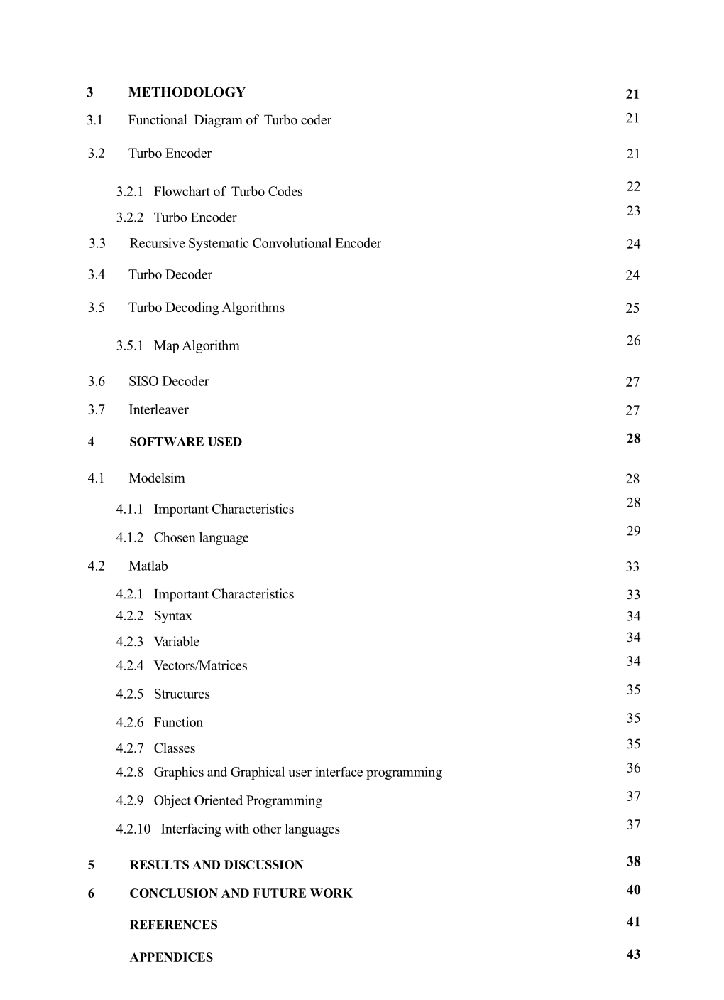 3 METHODOLOGY 21
3.1 Functional Diagram of Turbo coder 21
3.2 Turbo Encoder 21
3.2.1 Flowchart of Turbo Codes 22
3.2.2 Turbo Encoder 23
3.3 Recursive Systematic Convolutional Encoder 24
3.4 Turbo Decoder 24
3.5 Turbo Decoding Algorithms 25
3.5.1 Map Algorithm 26
3.6 SISO Decoder 27
3.7 Interleaver 27
4 SOFTWARE USED 28
4.1 Modelsim 28
4.1.1 Important Characteristics 28
4.1.2 Chosen language 29
4.2 Matlab 33
4.2.1 Important Characteristics 33
4.2.2 Syntax 34
4.2.3 Variable 34
4.2.4 Vectors/Matrices 34
4.2.5 Structures 35
4.2.6 Function 35
4.2.7 Classes 35
4.2.8 Graphics and Graphical user interface programming 36
4.2.9 Object Oriented Programming 37
4.2.10 Interfacing with other languages 37
5 RESULTS AND DISCUSSION 38
6 CONCLUSION AND FUTURE WORK 40
REFERENCES 41
APPENDICES 43